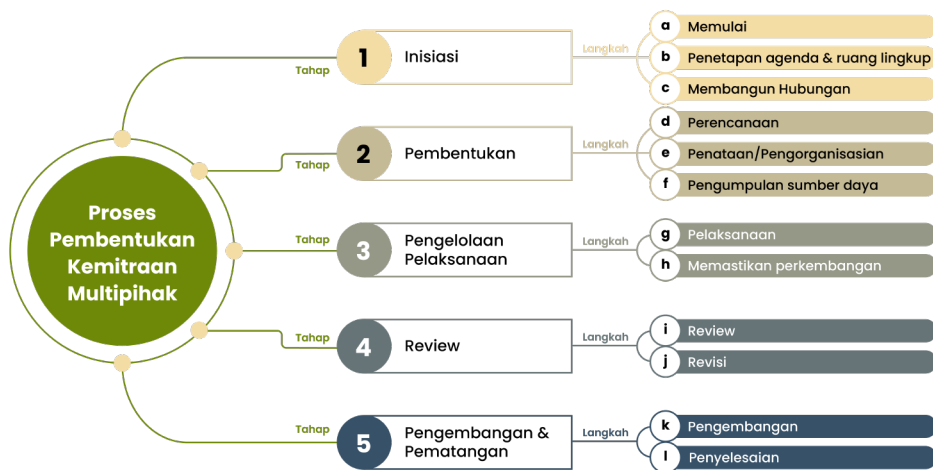 Proses
Pembentukan
Kemitraan
Multipihak
Tahap
1
Inisiasi
Langkah
a
Memulai
b
Penetapan agenda & ruang lingkup
c
Membangun Hubungan
Tahap
2
Pembentukan
Langkah
d
Perencanaan
e
Penataan/Pengorganisasian
f
Pengumpulan sumber daya
Tahap
3
Pengelolaan
Pelaksanaan
Langkah
g
Pelaksanaan
h
Memastikan perkembangan
Tahap
4
Review
Langkah
i
Review
j
Revisi
Tahap
5
Pengembangan &
Pematangan
Langkah
k
Pengembangan
l
Penyelesaian